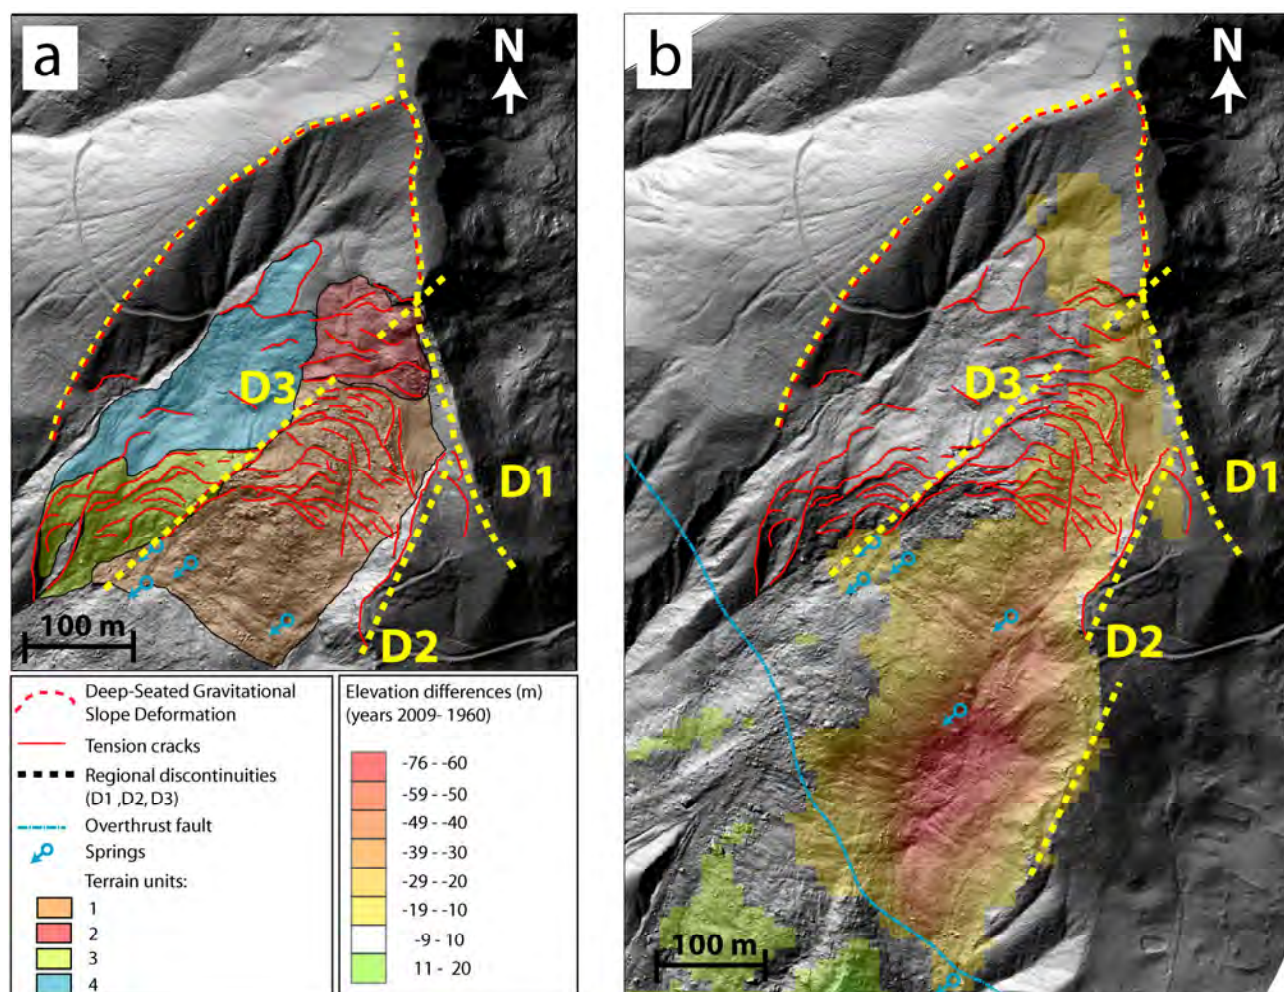 a
N
D3
D1
D2
100 m
b
N
D3
D1
D2
100 m
Deep-Seated Gravitational
Slope Deformation
Tension cracks
Regional discontinuities
(D1 ,D2, D3)
Overthrust fault
Springs
Terrain units:
1
2
3
4
Elevation differences (m)
(years 2009- 1960)
-76 - -60
-59 - -50
-49 - -40
-39 - -30
-29 - -20
-19 - -10
-9 - 10
11 - 20